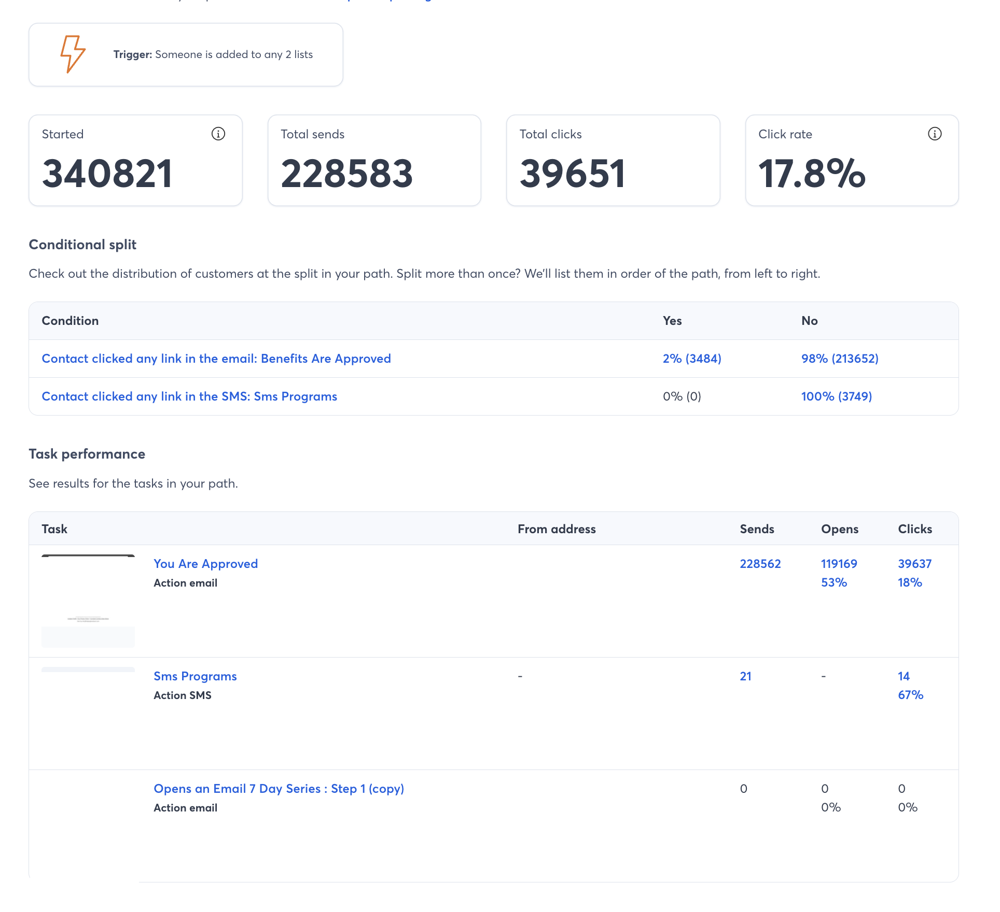 Trigger: Someone is added to any 2 lists
Started
340821
Total sends
228583
Total clicks
39651
Click rate
17.8%
Conditional split
Check out the distribution of customers at the split in your path. Split more than once? We'll list them in order of the path, from left to right.
Condition Yes No
Contact clicked any link in the email: Benefits Are Approved 2% (3484) 98% (213652)
Contact clicked any link in the SMS: Sms Programs 0% (0) 100% (3749)
Task performance
See results for the tasks in your path.
Task From address Sends Opens Clicks
You Are Approved 228562 119169 39637
Action email 53% 18%
Sms Programs - 21 - 14
Action SMS 67%
Opens an Email 7 Day Series : Step 1 (copy) 0 0 0
Action email 0% 0%